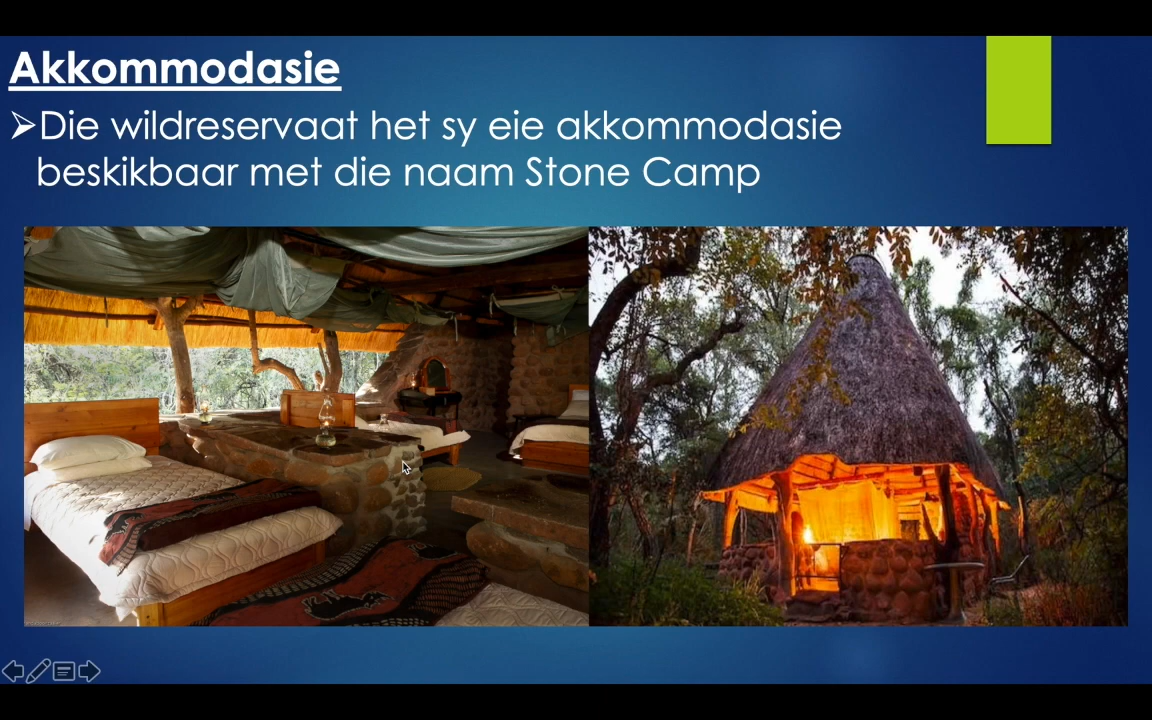 Akkommodasie
➢Die wildreservaat het sy eie akkommodasie
beskikbaar met die naam Stone Camp